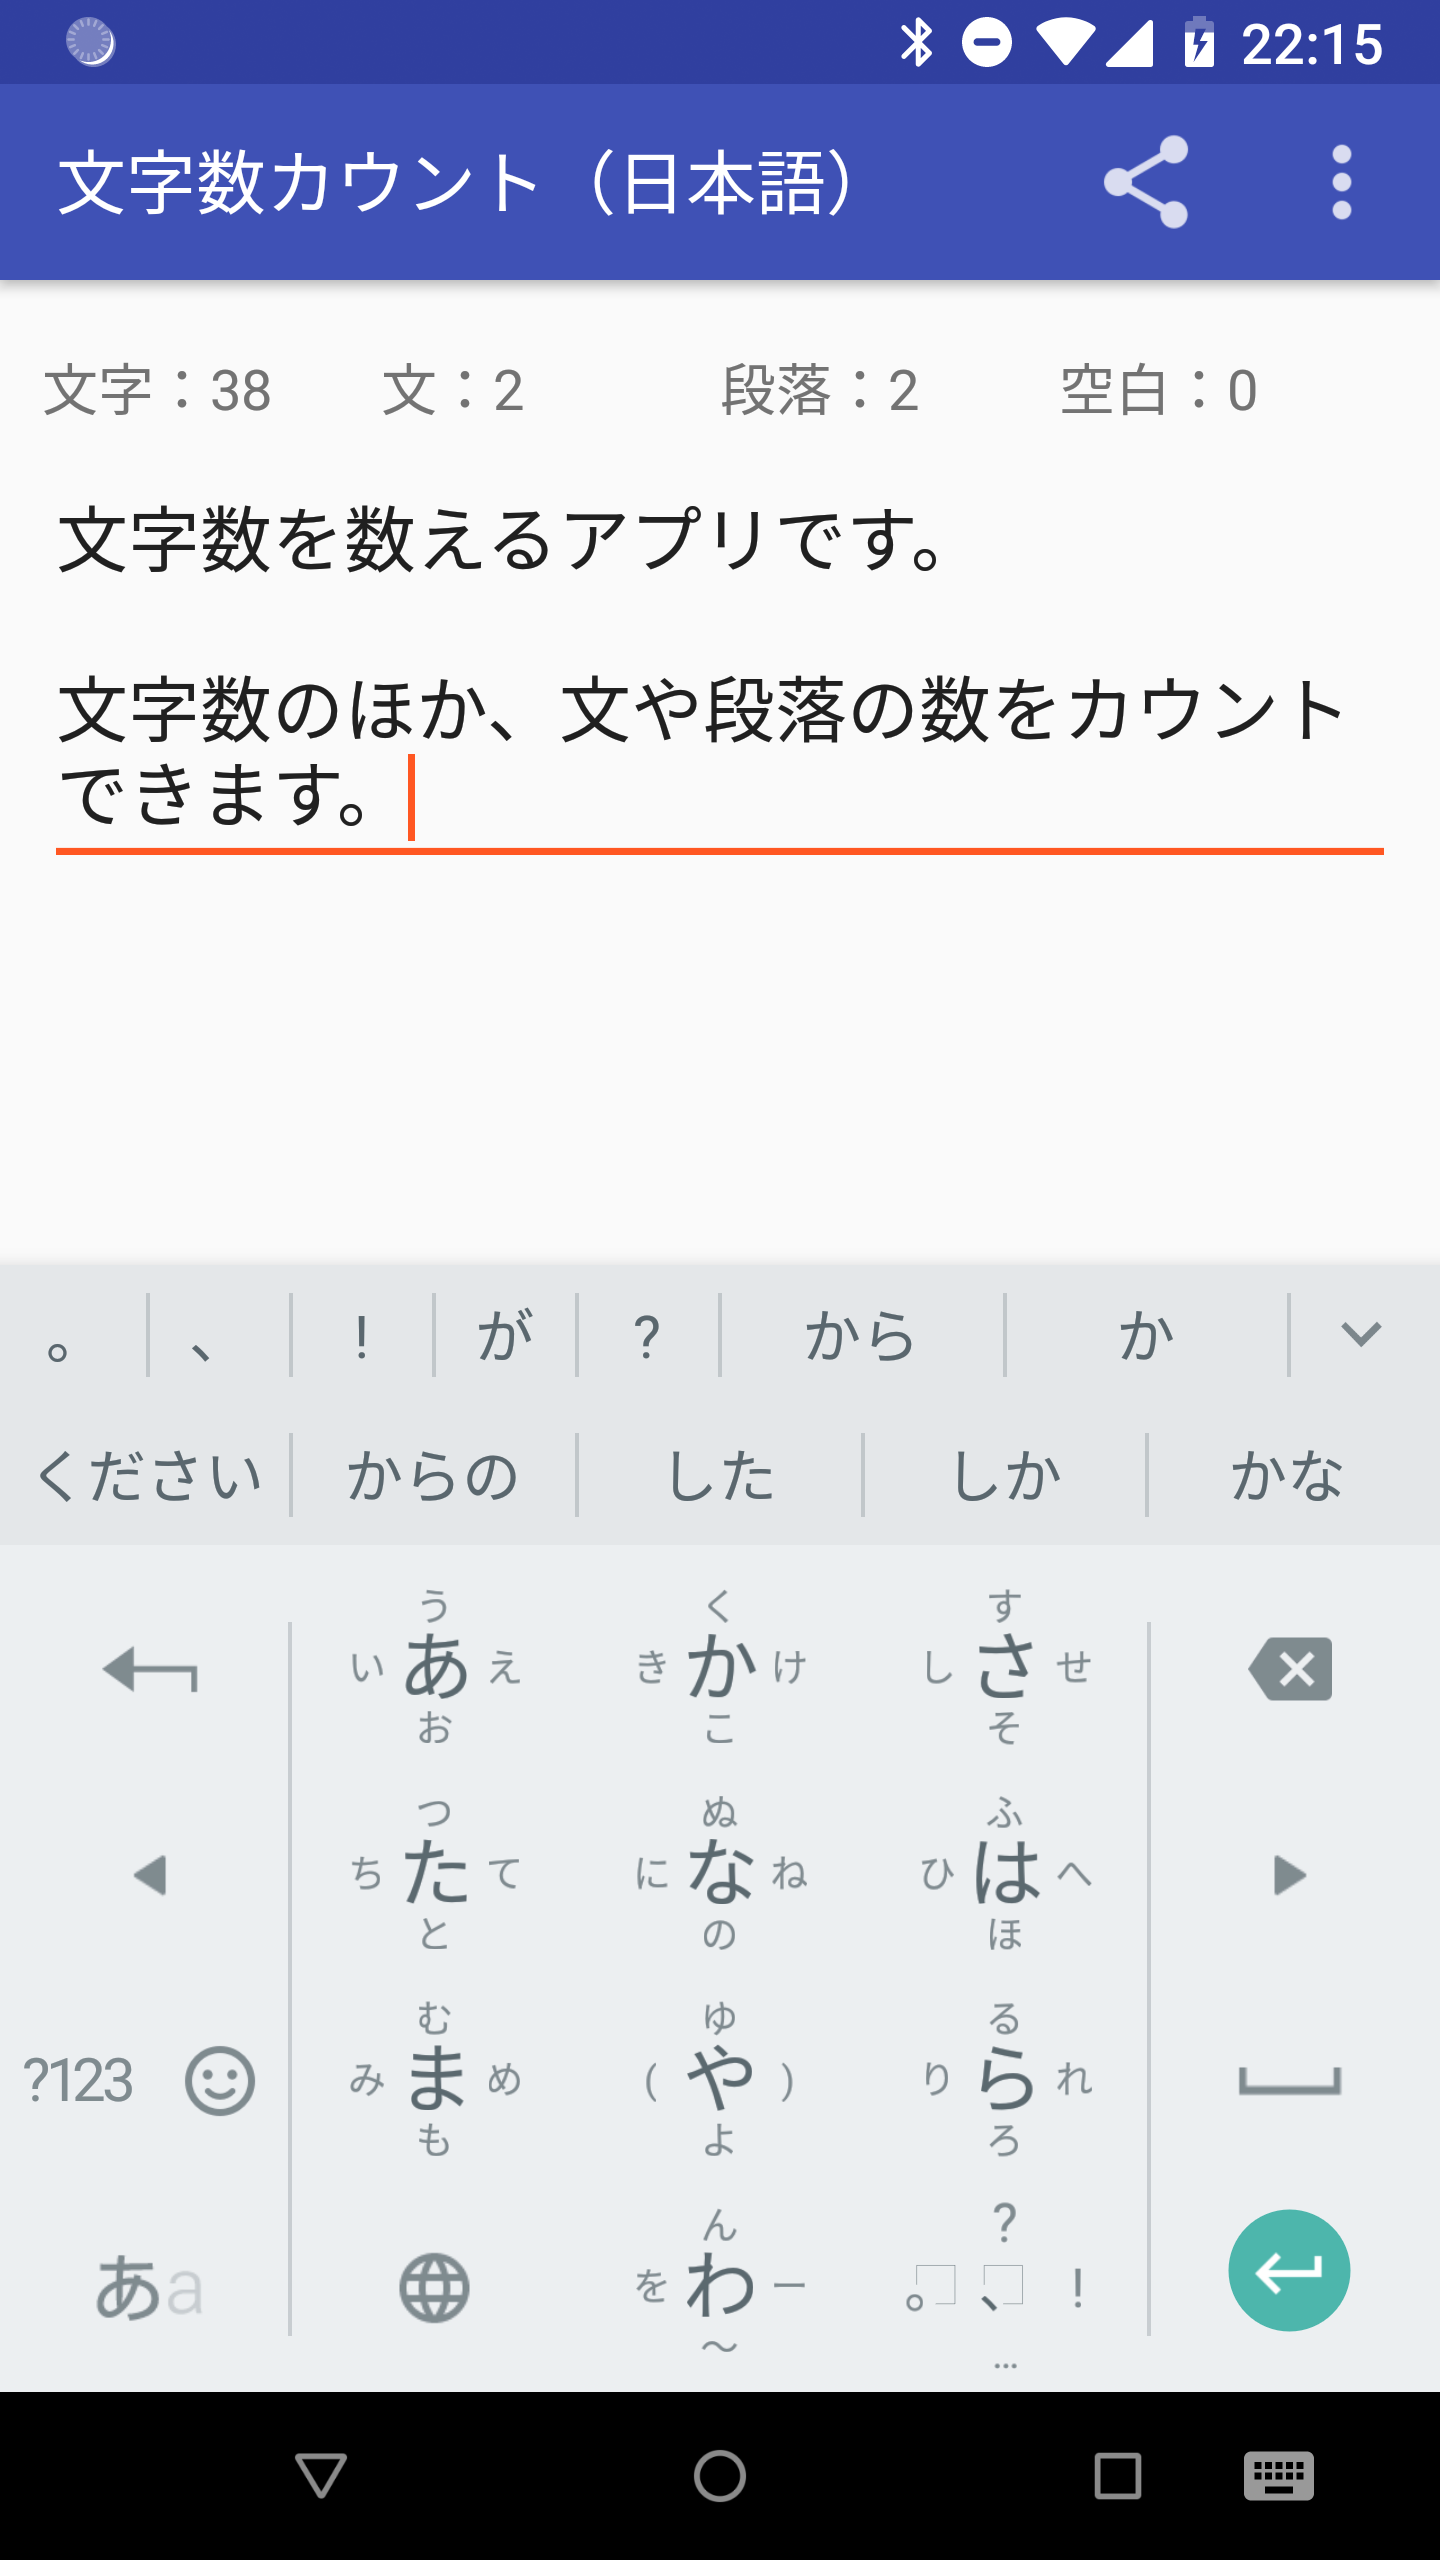 22:15
文字数カウント（日本語）
文字：38 文：2 段落：2 空白：0
文字数を数えるアプリです。
文字数のほか、文や段落の数をカウント
できます。
。 、 ! が ? から か
ください からの した しか かな
う く す
い あ え き か け し さ せ
お こ そ
つ ぬ ふ
ち た て に な ね ひ は へ
と の ほ
む ゆ る
?123 み ま め ( や ) り ら れ
も よ ろ
ん ?
あa を わ ー 。 、 !
〜 …